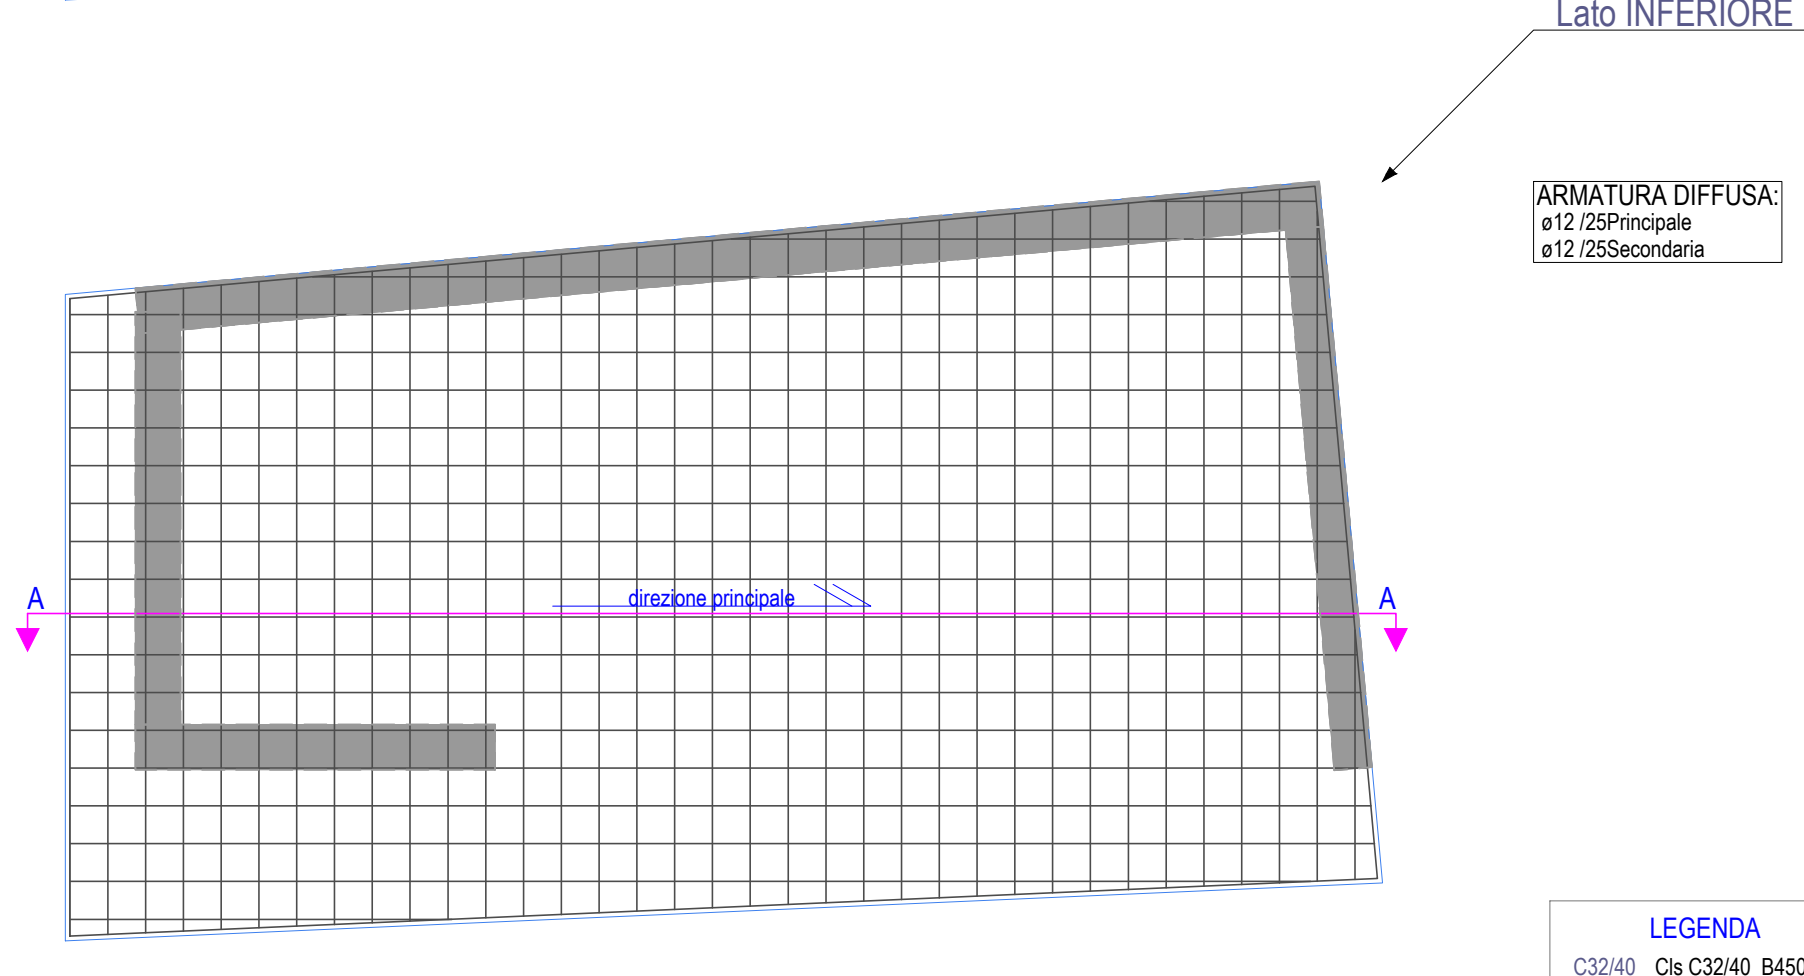 Lato INFERIORE
ARMATURA DIFFUSA:
ø12 /25Principale
ø12 /25Secondaria
A
direzione principale
A
LEGENDA
C32/40 Cls C32/40 B450